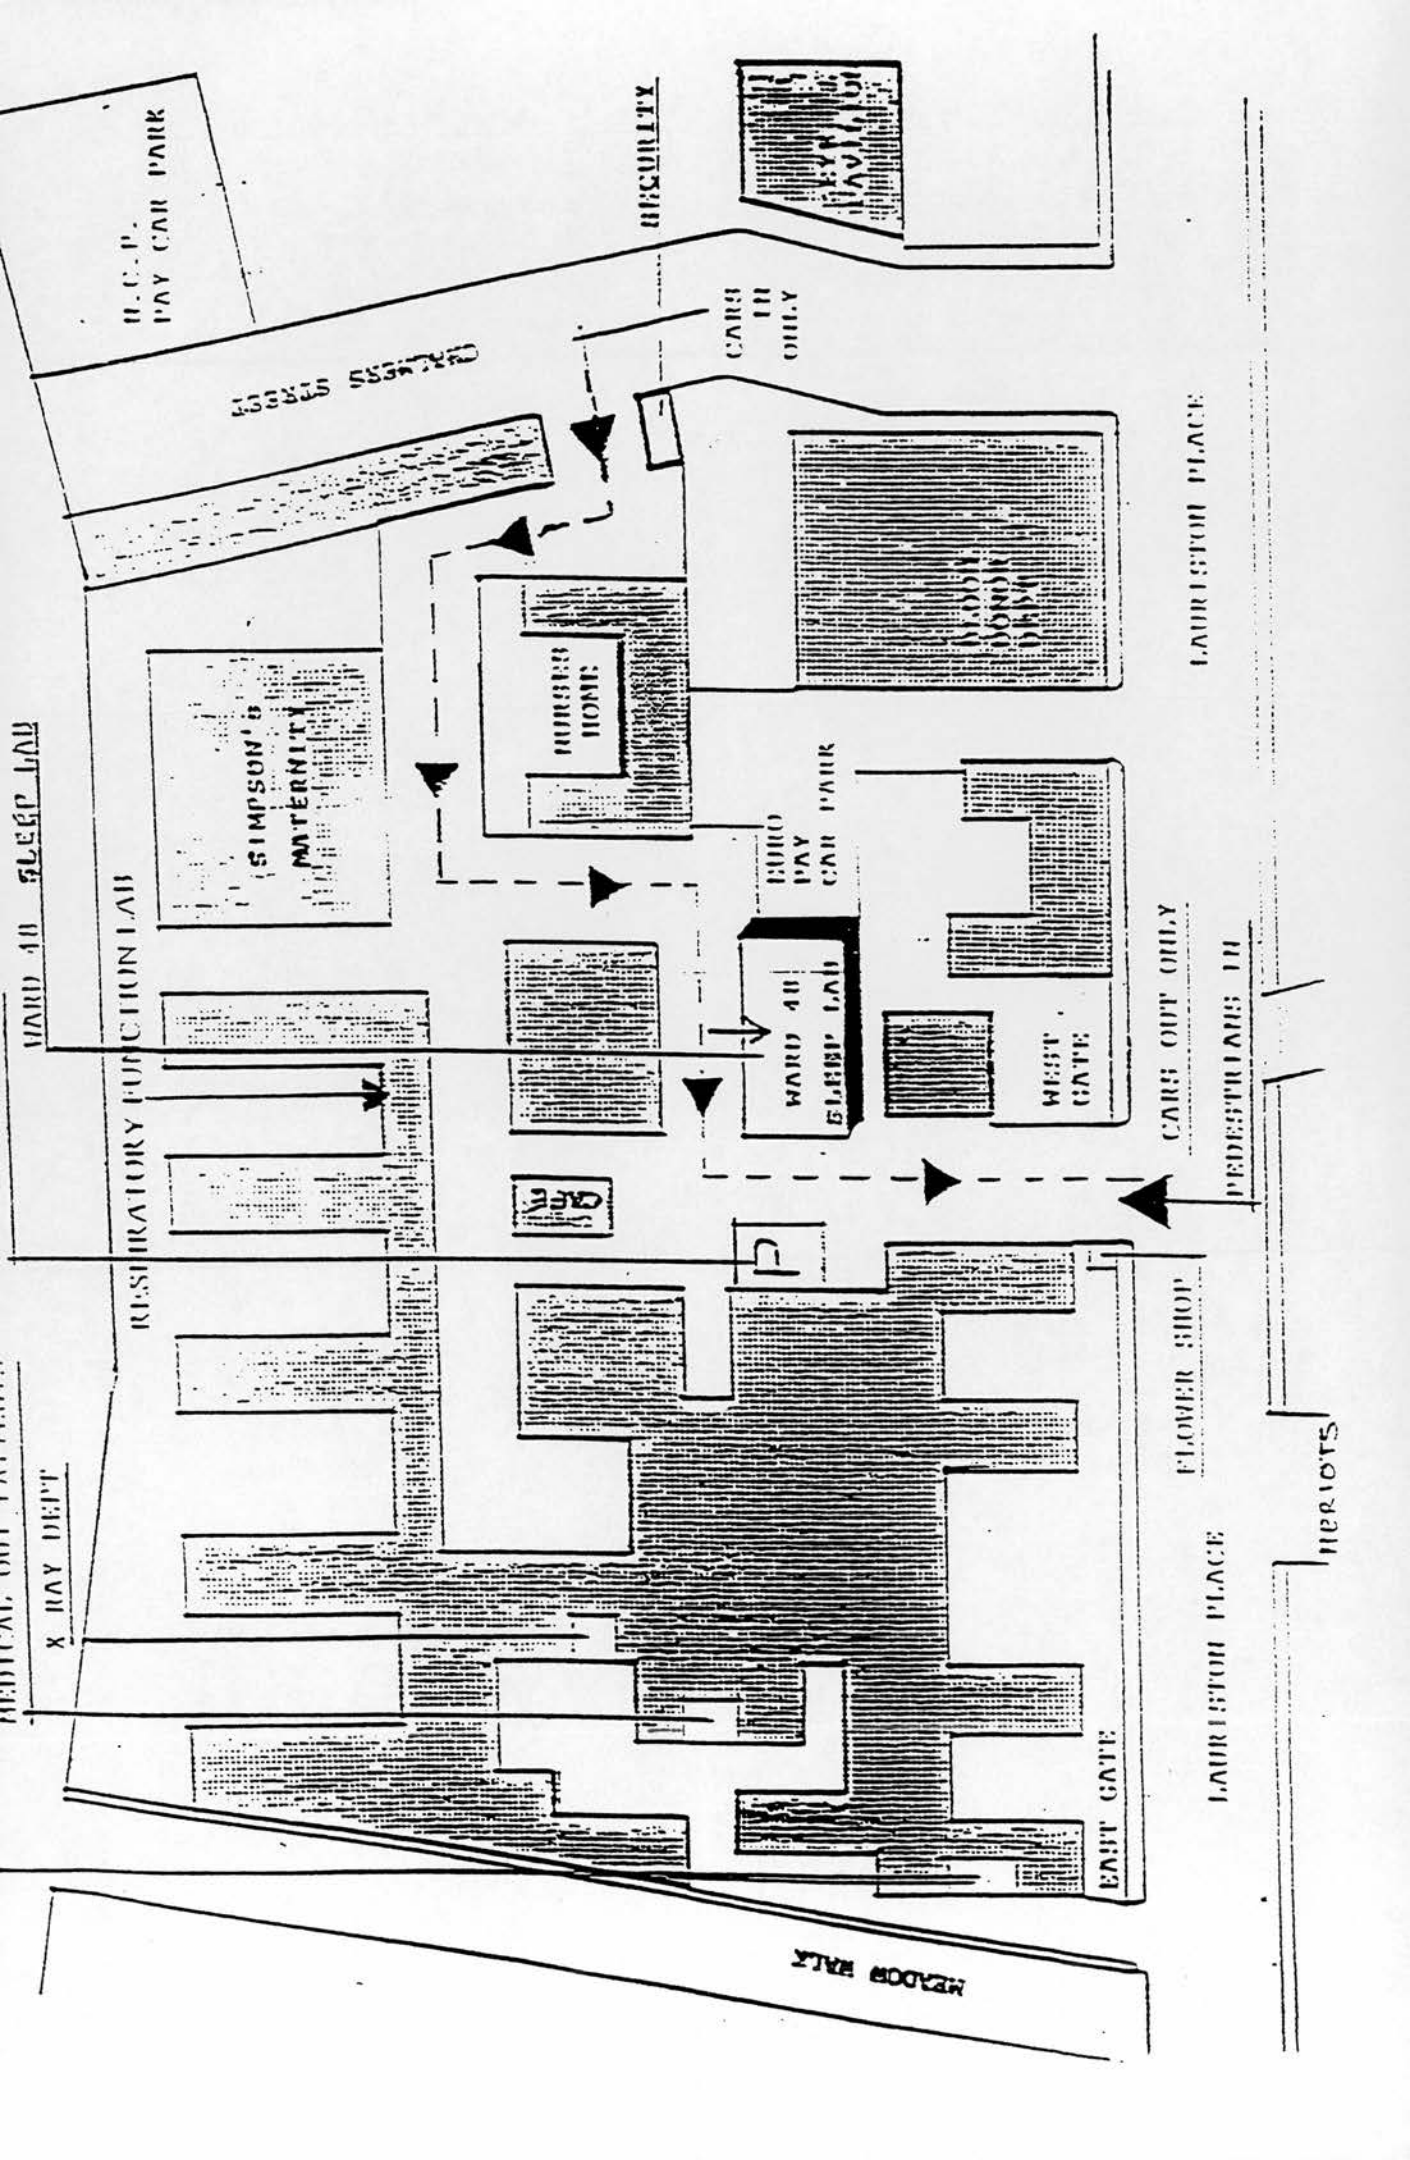 N.C.P.
PAY CAR PARK
CHALMERS STREET
SECURITY
PAVILION
CARS
IN
ONLY
LAURISTON PLACE
BLOOD
DONOR
DEPT
NURSES
HOME
SIMPSON'S
MATERNITY
WARD 48 SLEEP LAB
RESPIRATORY FUNCTION LAB
EURO
PAY
CAR PARK
WARD 48
SLEEP LAB
WEST
GATE
CARS OUT ONLY
PEDESTRIANS IN
FLOWER SHOP
HERIOTS
X RAY DEPT
LAURISTON PLACE
EAST GATE
MEADOW WALK